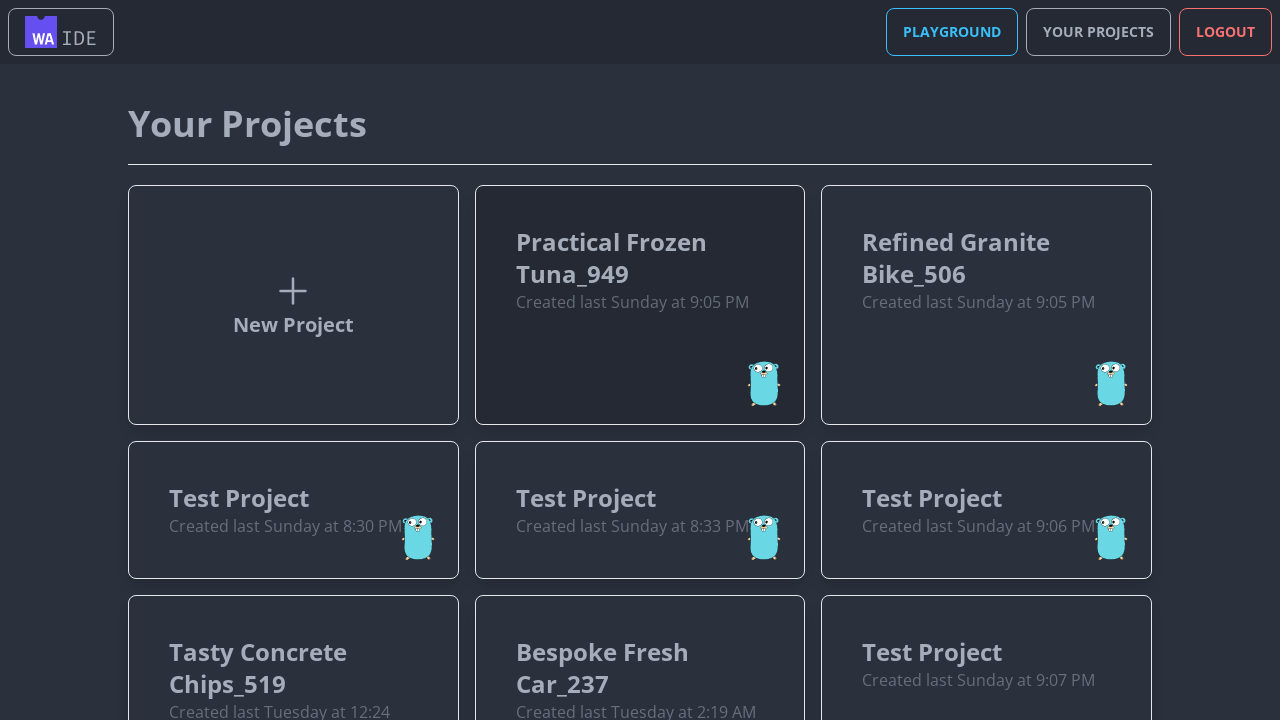 WA IDE
PLAYGROUND
YOUR PROJECTS
LOGOUT
Your Projects
New Project
Practical Frozen
Tuna_949
Created last Sunday at 9:05 PM
Refined Granite
Bike_506
Created last Sunday at 9:05 PM
Test Project
Created last Sunday at 8:30 PM
Test Project
Created last Sunday at 8:33 PM
Test Project
Created last Sunday at 9:06 PM
Tasty Concrete
Chips_519
Created last Tuesday at 12:24
Bespoke Fresh
Car_237
Created last Tuesday at 2:19 AM
Test Project
Created last Sunday at 9:07 PM